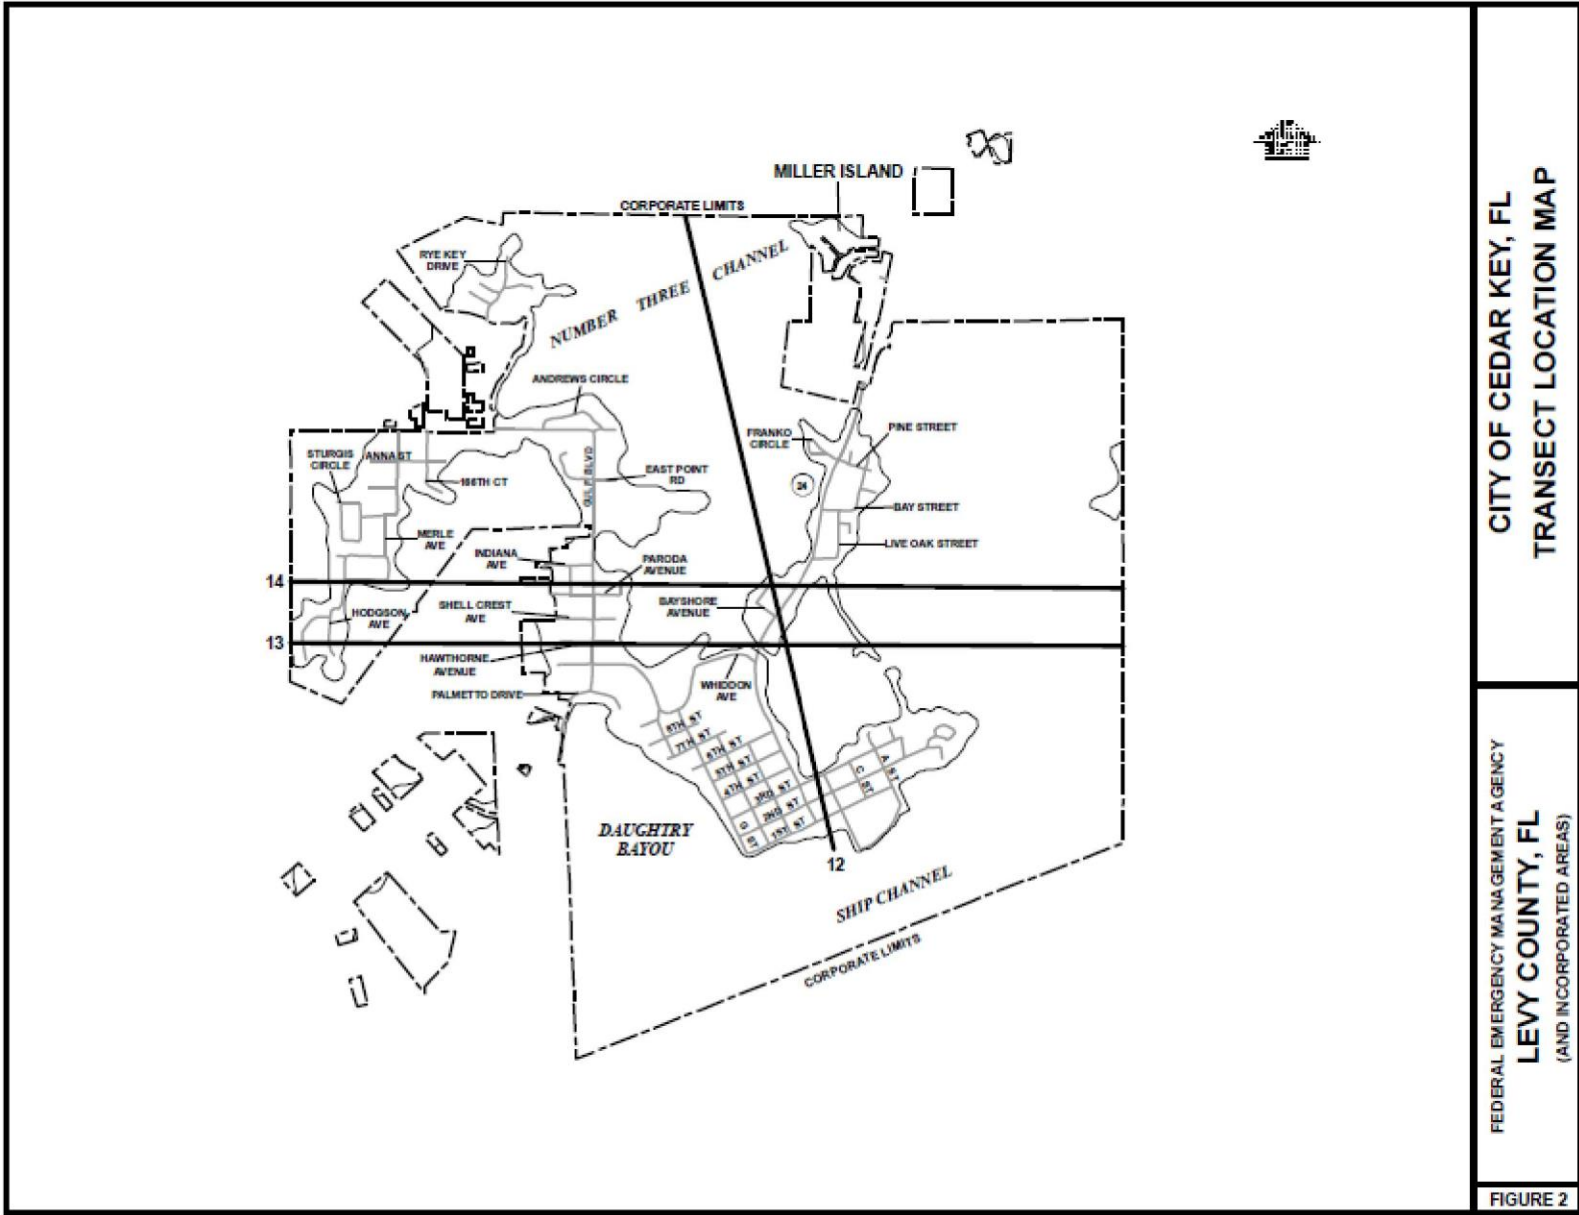 MILLER ISLAND
CORPORATE LIMITS
RYE KEY
DRIVE
NUMBER THREE CHANNEL
ANDREWS CIRCLE
FRANKO
CIRCLE
PINE STREET
STURGIS
CIRCLE
ANNA ST
166TH CT
GULF BLVD
EAST POINT
RD
24
BAY STREET
MERLE
AVE
LIVE OAK STREET
INDIANA
AVE
PARODA
AVENUE
14
HODGSON
AVE
SHELL CREST
AVE
BAYSHORE
AVENUE
13
HAWTHORNE
AVENUE
PALMETTO DRIVE
WHIDDON
AVE
8TH ST
7TH ST
6TH ST
5TH ST
4TH ST
3RD ST
2ND ST
1ST ST
G ST
C ST
A ST
DAUGHTRY
BAYOU
12
SHIP CHANNEL
CORPORATE LIMITS
CITY OF CEDAR KEY, FL
TRANSECT LOCATION MAP
FEDERAL EMERGENCY MANAGEMENT AGENCY
LEVY COUNTY, FL
(AND INCORPORATED AREAS)
FIGURE 2